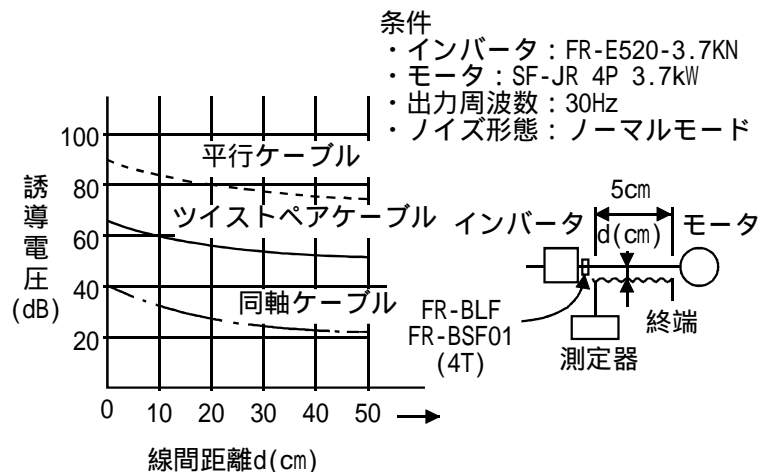 条件
・インバータ：FR-E520-3.7KN
・モータ：SF-JR 4P 3.7kW
・出力周波数：30Hz
・ノイズ形態：ノーマルモード
誘導電圧(dB)
100
80
60
40
20
平行ケーブル
ツイストペアケーブル
同軸ケーブル
0 10 20 30 40 50
線間距離d(cm)
5cm
インバータ d(cm) モータ
FR-BLF
FR-BSF01
(4T)
終端
測定器